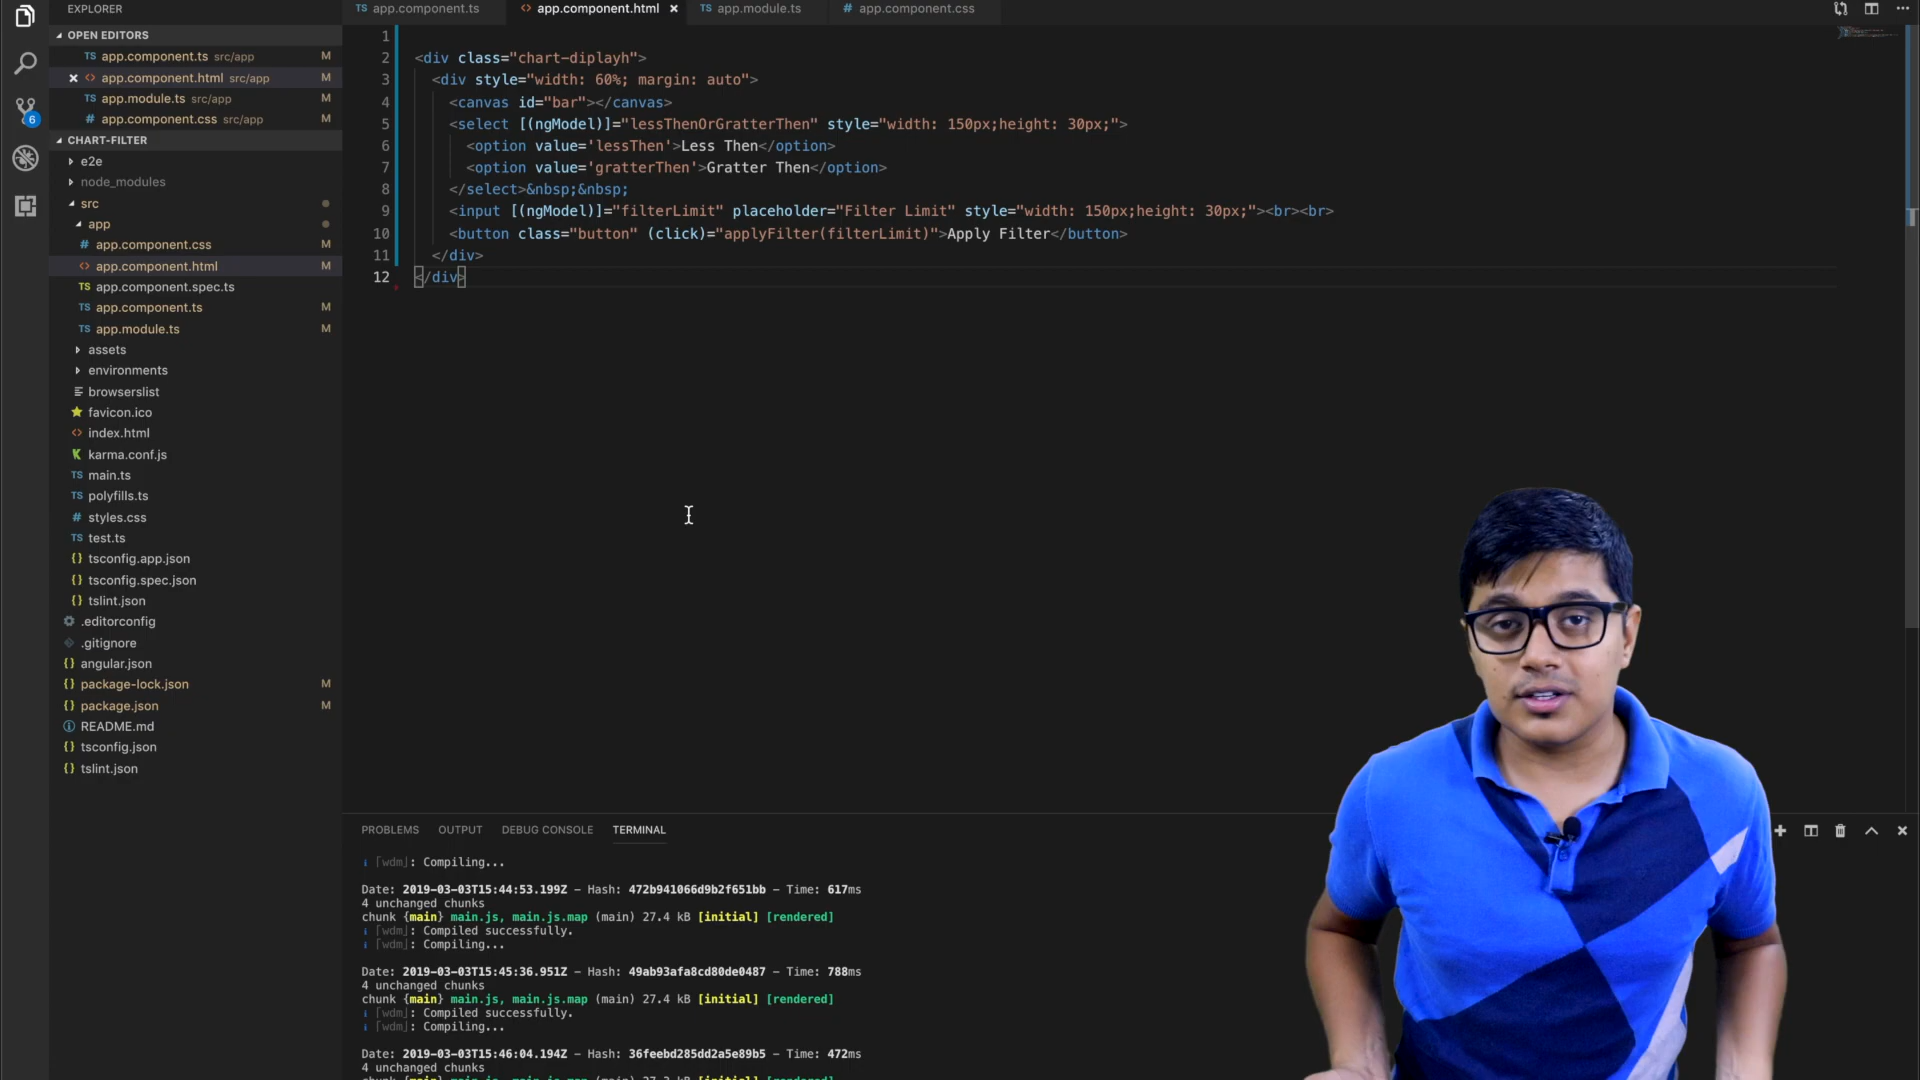 EXPLORER
OPEN EDITORS
TS app.component.ts src/app M
<> app.component.html src/app M
TS app.module.ts src/app M
# app.component.css src/app M
6
CHART-FILTER
e2e
node_modules
src
app
# app.component.css M
<> app.component.html M
TS app.component.spec.ts
TS app.component.ts M
TS app.module.ts M
assets
environments
browserslist
favicon.ico
<> index.html
karma.conf.js
TS main.ts
TS polyfills.ts
# styles.css
TS test.ts
{} tsconfig.app.json
{} tsconfig.spec.json
{} tslint.json
.editorconfig
.gitignore
{} angular.json
{} package-lock.json M
{} package.json M
README.md
{} tsconfig.json
{} tslint.json
TS app.component.ts <> app.component.html TS app.module.ts # app.component.css
1
2 <div class="chart-diplayh">
3 <div style="width: 60%; margin: auto">
4 <canvas id="bar"></canvas>
5 <select [(ngModel)]="lessThenOrGratterThen" style="width: 150px;height: 30px;">
6 <option value='lessThen'>Less Then</option>
7 <option value='gratterThen'>Gratter Then</option>
8 </select>&nbsp;&nbsp;
9 <input [(ngModel)]="filterLimit" placeholder="Filter Limit" style="width: 150px;height: 30px;"><br><br>
10 <button class="button" (click)="applyFilter(filterLimit)">Apply Filter</button>
11 </div>
12 </div>
PROBLEMS OUTPUT DEBUG CONSOLE TERMINAL
i ｢wdm｣: Compiling...
Date: 2019-03-03T15:44:53.199Z - Hash: 472b941066d9b2f651bb - Time: 617ms
4 unchanged chunks
chunk {main} main.js, main.js.map (main) 27.4 kB [initial] [rendered]
i ｢wdm｣: Compiled successfully.
i ｢wdm｣: Compiling...
Date: 2019-03-03T15:45:36.951Z - Hash: 49ab93afa8cd80de0487 - Time: 788ms
4 unchanged chunks
chunk {main} main.js, main.js.map (main) 27.4 kB [initial] [rendered]
i ｢wdm｣: Compiled successfully.
i ｢wdm｣: Compiling...
Date: 2019-03-03T15:46:04.194Z - Hash: 36feebd285dd2a5e89b5 - Time: 472ms
4 unchanged chunks